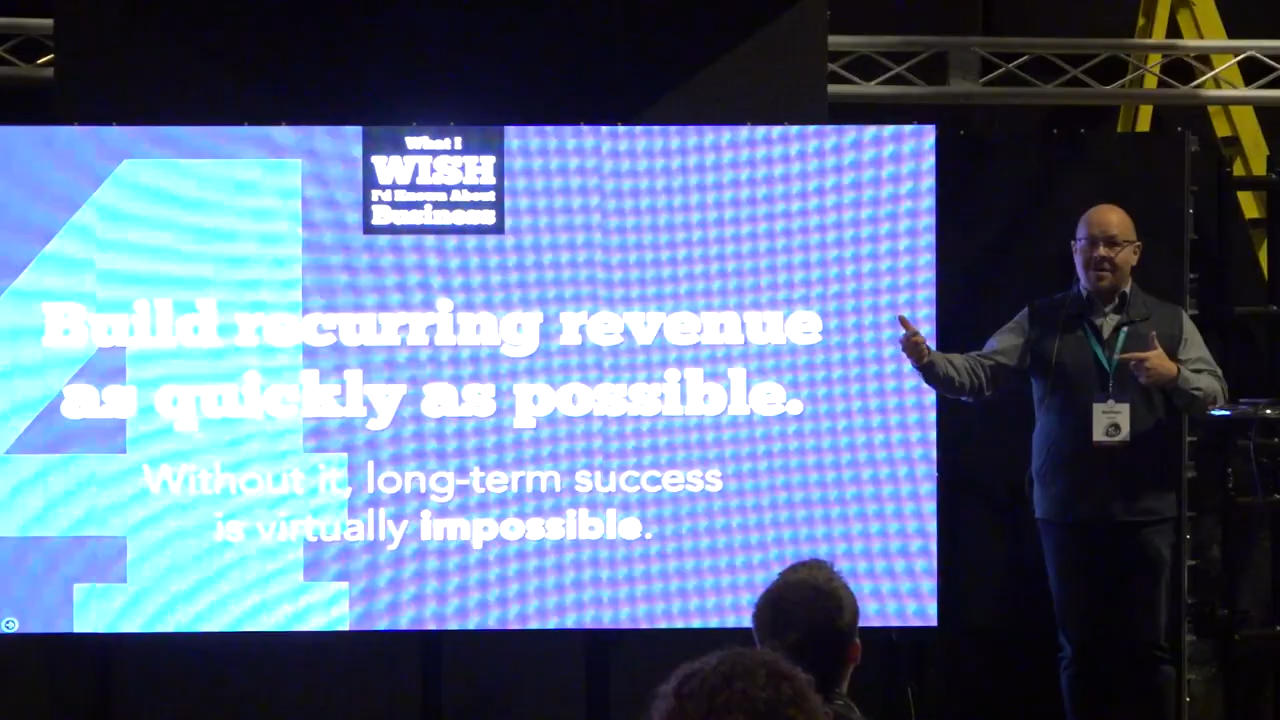 What I
WISH
I'd Known About
Business
4
Build recurring revenue
as quickly as possible.
Without it, long-term success
is virtually impossible.